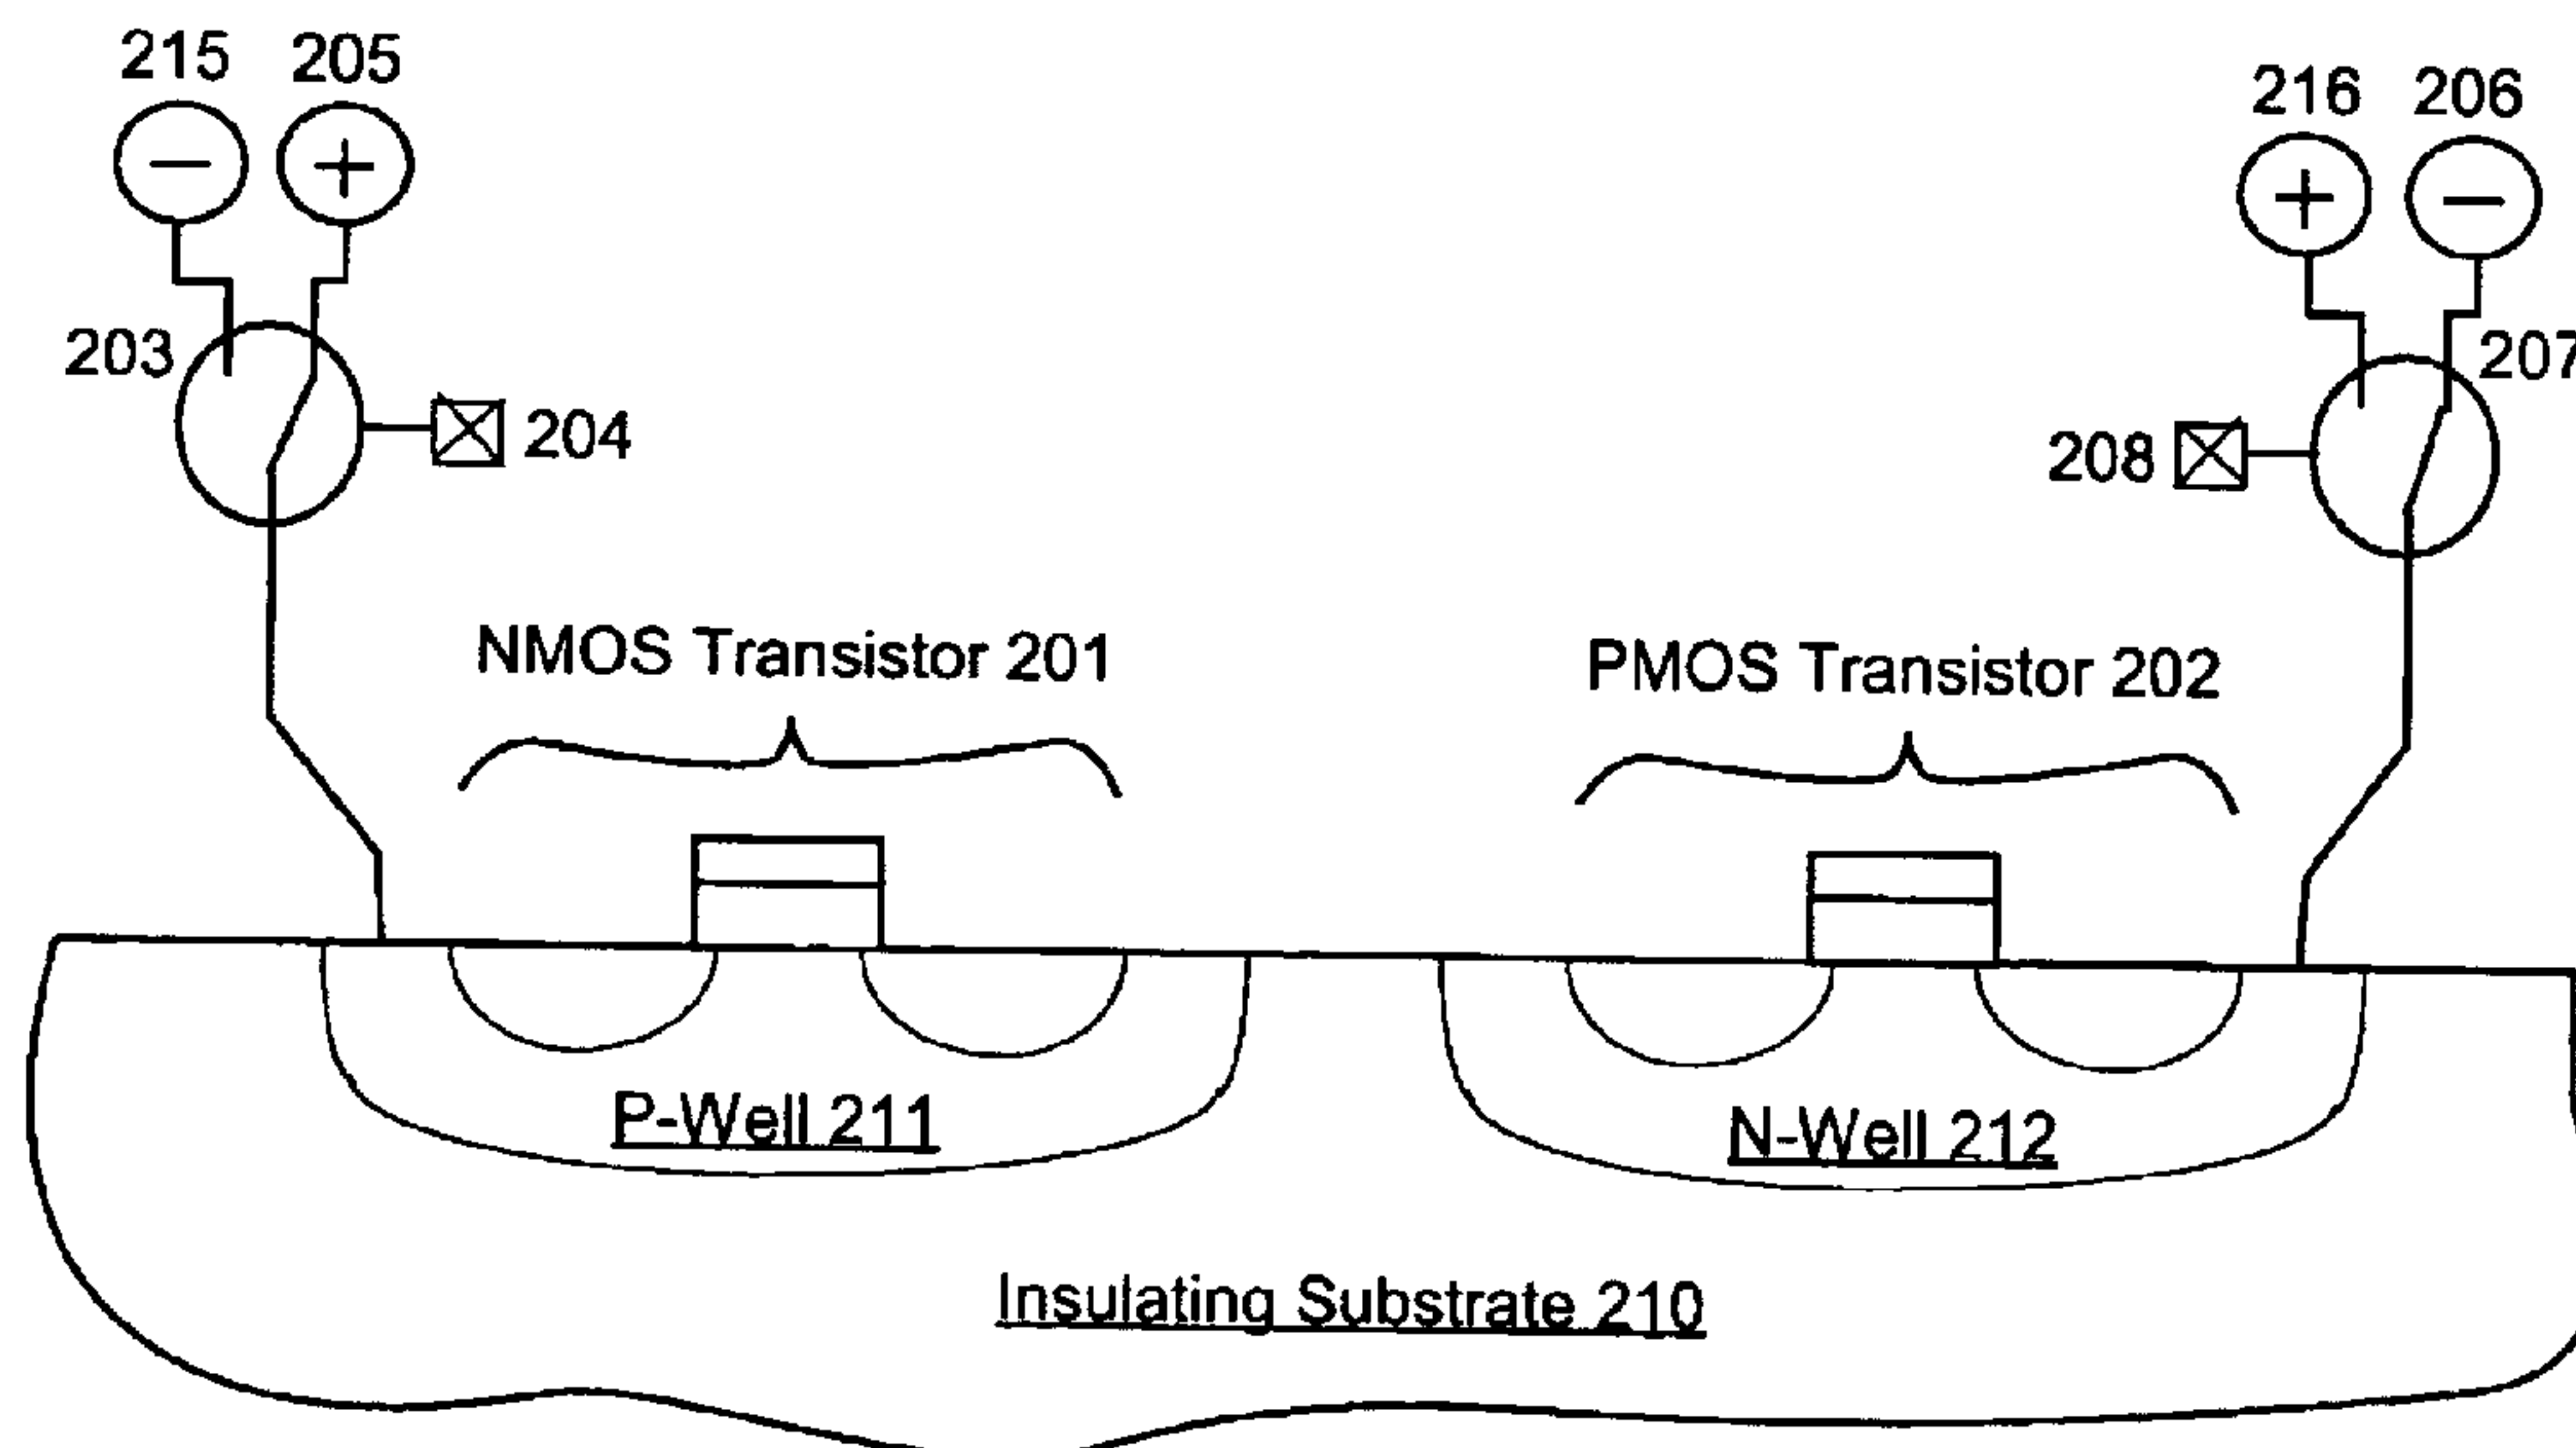 215 205
216 206
− +
+ −
203
207
204
208
NMOS Transistor 201
PMOS Transistor 202
P-Well 211
N-Well 212
Insulating Substrate 210